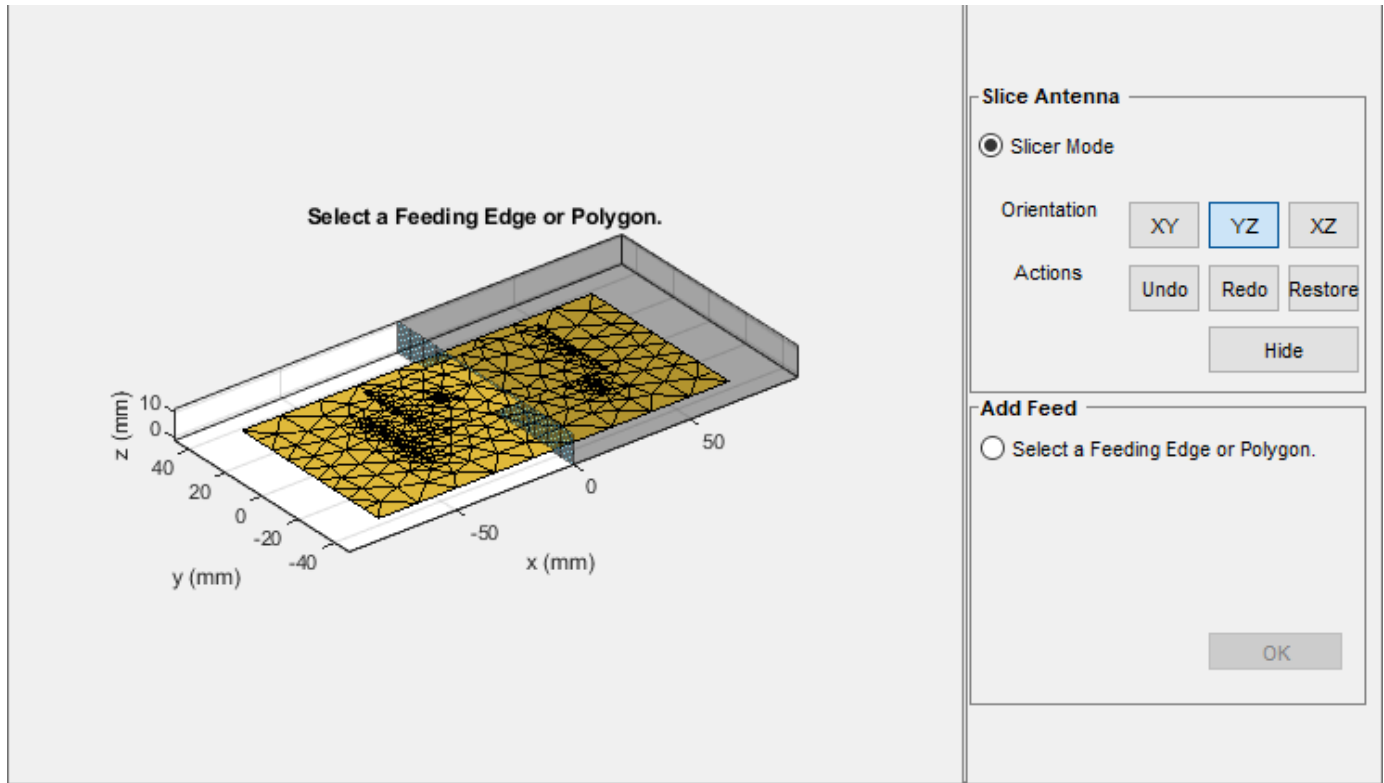 Select a Feeding Edge or Polygon.
z (mm)
10
0
40
20
0
-20
-40
y (mm)
-50
0
50
x (mm)
Slice Antenna
Slicer Mode
Orientation
XY YZ XZ
Actions
Undo Redo Restore
Hide
Add Feed
Select a Feeding Edge or Polygon.
OK